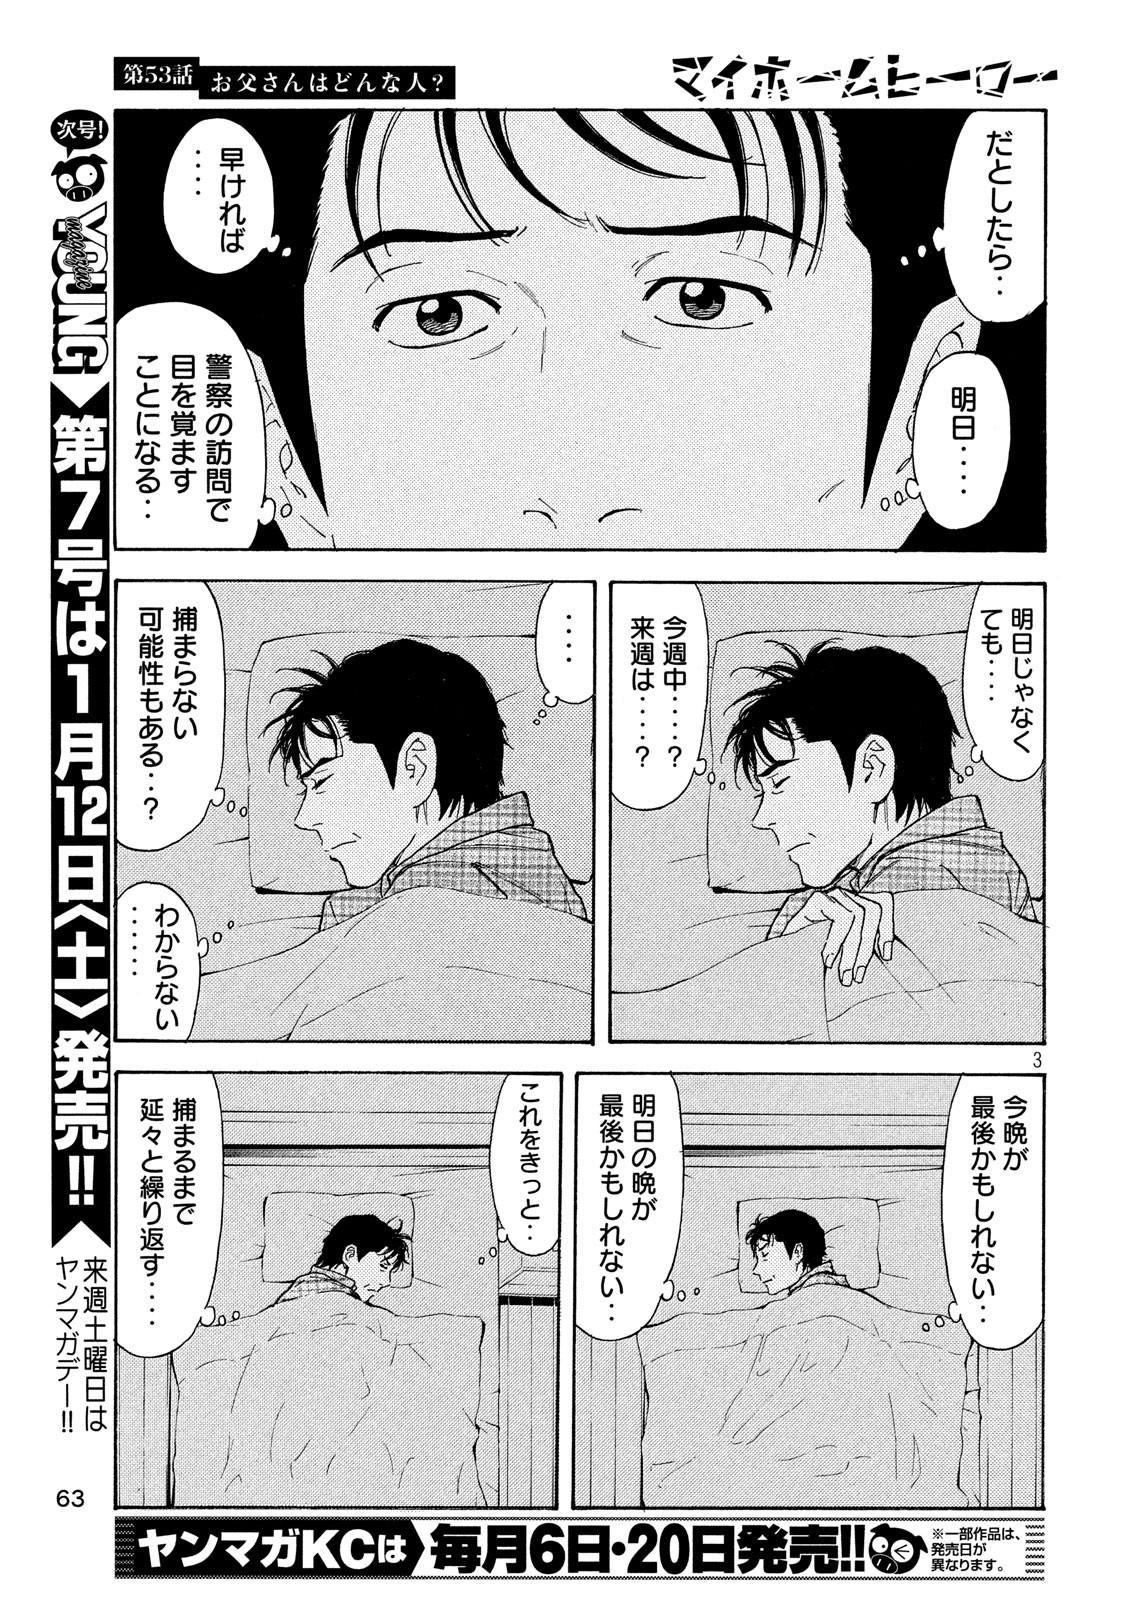 第53話
お父さんはどんな人？
マイホームヒーロー
だとしたら‥
明日‥‥
早ければ
‥‥
警察の訪問で
目を覚ます
ことになる‥
明日じゃなく
ても‥‥
今週中‥‥？
来週は‥‥？
‥‥
捕まらない
可能性もある‥？
わからない
‥‥‥
3
今晩が
最後かもしれない‥
明日の晩が
最後かもしれない‥
これをきっと‥
捕まるまで
延々と繰り返す‥‥
次号!
YOUNG
magazine
第7号は1月12日〈土〉発売!!
来週土曜日は
ヤンマガデー!!
63
ヤンマガKCは
毎月6日・20日発売!!
※一部作品は、
発売日が
異なります。